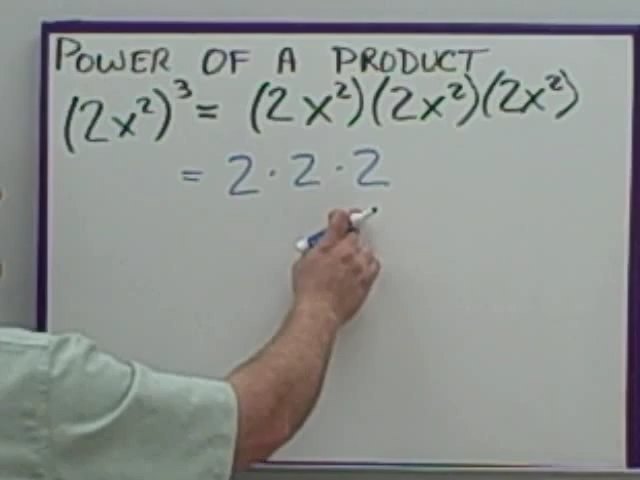 POWER OF A PRODUCT
(2x²)³ = (2x²)(2x²)(2x²)
= 2 · 2 · 2